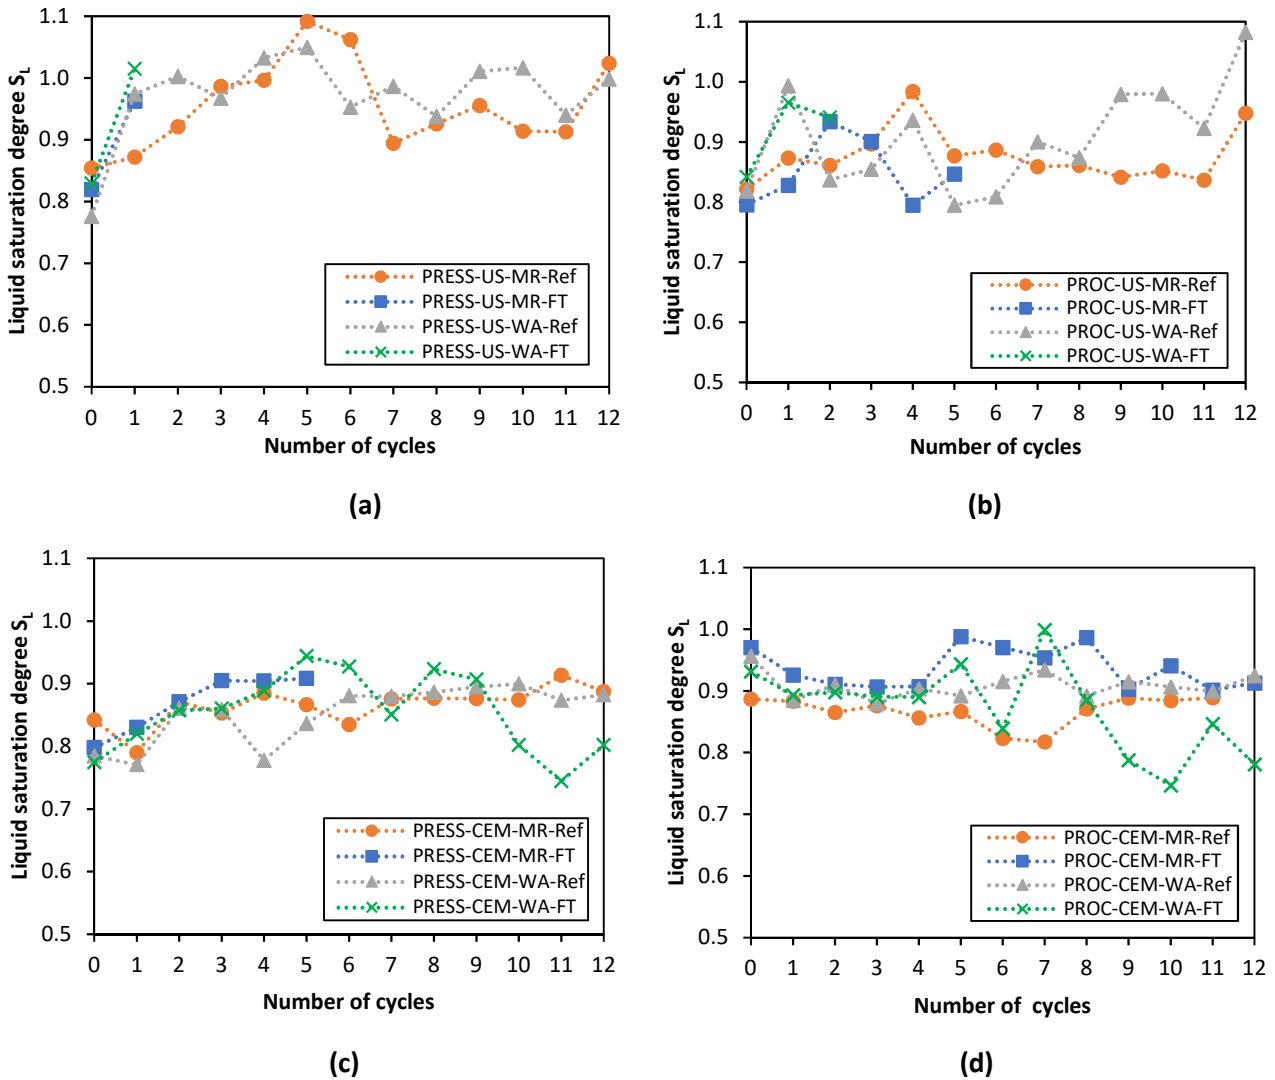 Liquid saturation degree S_L
1.1
1.0
0.9
0.8
0.7
0.6
0.5
PRESS-US-MR-Ref
PRESS-US-MR-FT
PRESS-US-WA-Ref
PRESS-US-WA-FT
0 1 2 3 4 5 6 7 8 9 10 11 12
Number of cycles
(a)
Liquid saturation degree S_L
1.1
1.0
0.9
0.8
0.7
0.6
0.5
PROC-US-MR-Ref
PROC-US-MR-FT
PROC-US-WA-Ref
PROC-US-WA-FT
0 1 2 3 4 5 6 7 8 9 10 11 12
Number of cycles
(b)
Liquid saturation degree S_L
1.1
1.0
0.9
0.8
0.7
0.6
0.5
PRESS-CEM-MR-Ref
PRESS-CEM-MR-FT
PRESS-CEM-WA-Ref
PRESS-CEM-WA-FT
0 1 2 3 4 5 6 7 8 9 10 11 12
Number of cycles
(c)
Liquid saturation degree S_L
1.1
1.0
0.9
0.8
0.7
0.6
0.5
PROC-CEM-MR-Ref
PROC-CEM-MR-FT
PROC-CEM-WA-Ref
PROC-CEM-WA-FT
0 1 2 3 4 5 6 7 8 9 10 11 12
Number of cycles
(d)